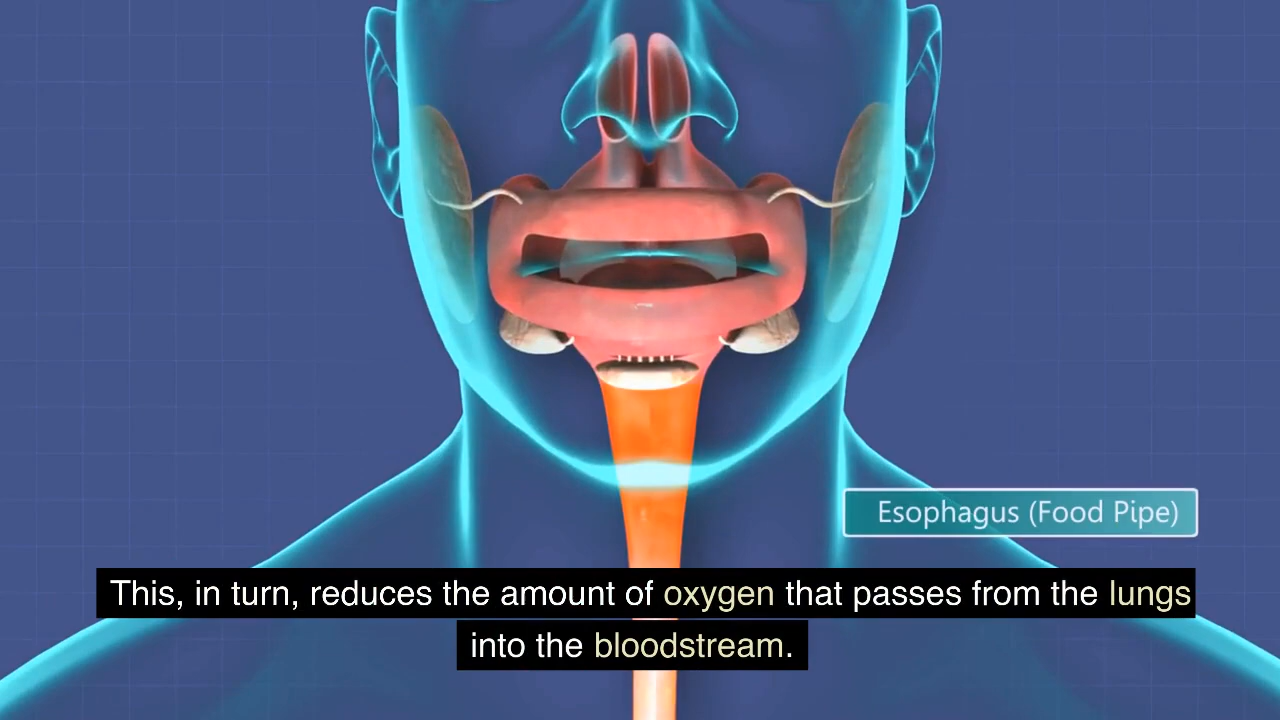 Esophagus (Food Pipe)
This, in turn, reduces the amount of oxygen that passes from the lungs
into the bloodstream.